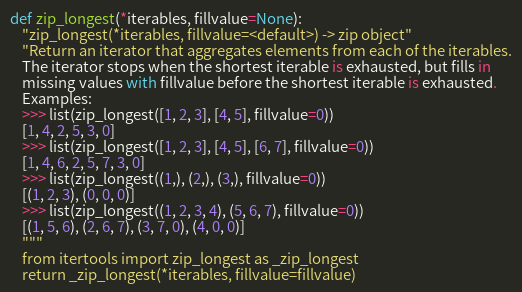 def zip_longest(*iterables, fillvalue=None):
"zip_longest(*iterables, fillvalue=<default>) -> zip object"
"Return an iterator that aggregates elements from each of the iterables.
The iterator stops when the shortest iterable is exhausted, but fills in
missing values with fillvalue before the shortest iterable is exhausted.
Examples:
>>> list(zip_longest([1, 2, 3], [4, 5], fillvalue=0))
[1, 4, 2, 5, 3, 0]
>>> list(zip_longest([1, 2, 3], [4, 5], [6, 7], fillvalue=0))
[1, 4, 6, 2, 5, 7, 3, 0]
>>> list(zip_longest((1,), (2,), (3,), fillvalue=0))
[(1, 2, 3), (0, 0, 0)]
>>> list(zip_longest((1, 2, 3, 4), (5, 6, 7), fillvalue=0))
[(1, 5, 6), (2, 6, 7), (3, 7, 0), (4, 0, 0)]
"""
from itertools import zip_longest as _zip_longest
return _zip_longest(*iterables, fillvalue=fillvalue)